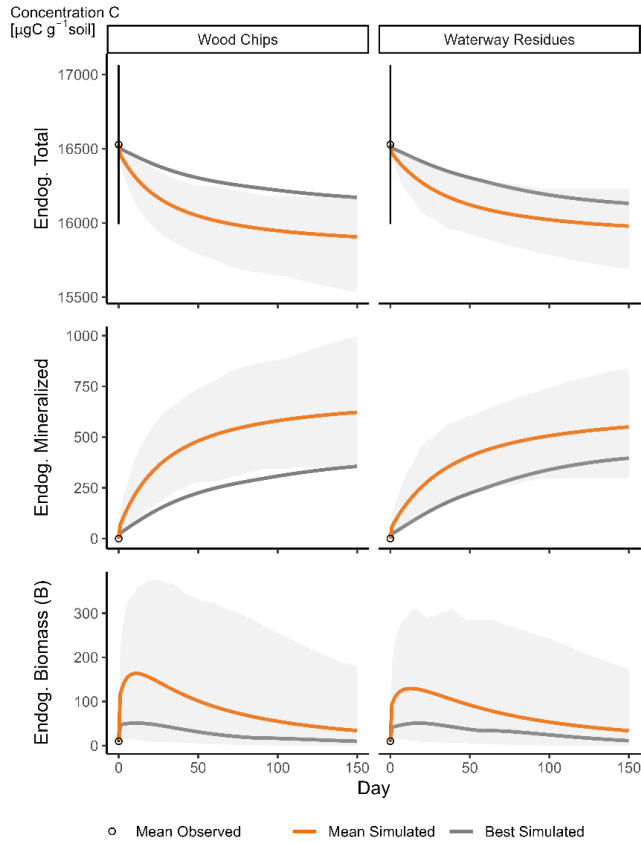 Concentration C
[µgC g⁻¹soil]
Wood Chips
Waterway Residues
Endog. Total
17000
16500
16000
15500
Endog. Mineralized
1000
750
500
250
0
Endog. Biomass (B)
300
200
100
0
0 50 100 150
0 50 100 150
Day
Mean Observed
Mean Simulated
Best Simulated